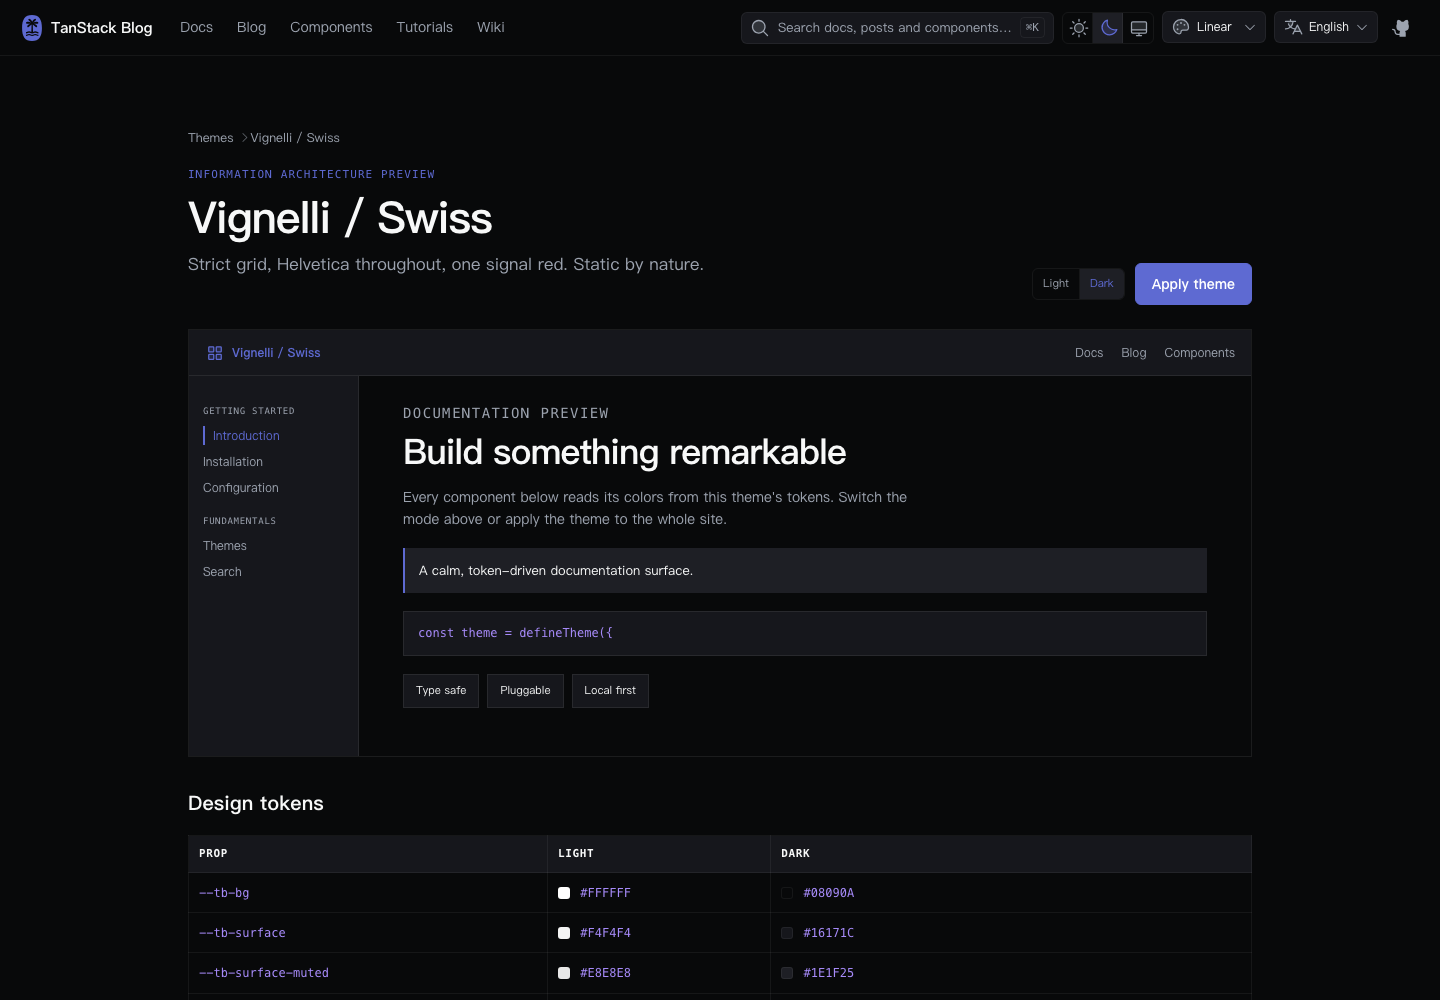 TanStack Blog
Docs
Blog
Components
Tutorials
Wiki
Search docs, posts and components...
⌘K
Linear
English
Themes
Vignelli / Swiss
INFORMATION ARCHITECTURE PREVIEW
Vignelli / Swiss
Strict grid, Helvetica throughout, one signal red. Static by nature.
Light
Dark
Apply theme
Vignelli / Swiss
Docs
Blog
Components
GETTING STARTED
Introduction
Installation
Configuration
FUNDAMENTALS
Themes
Search
DOCUMENTATION PREVIEW
Build something remarkable
Every component below reads its colors from this theme's tokens. Switch the
mode above or apply the theme to the whole site.
A calm, token-driven documentation surface.
const theme = defineTheme({
Type safe
Pluggable
Local first
Design tokens
PROP
LIGHT
DARK
--tb-bg
#FFFFFF
#08090A
--tb-surface
#F4F4F4
#16171C
--tb-surface-muted
#E8E8E8
#1E1F25